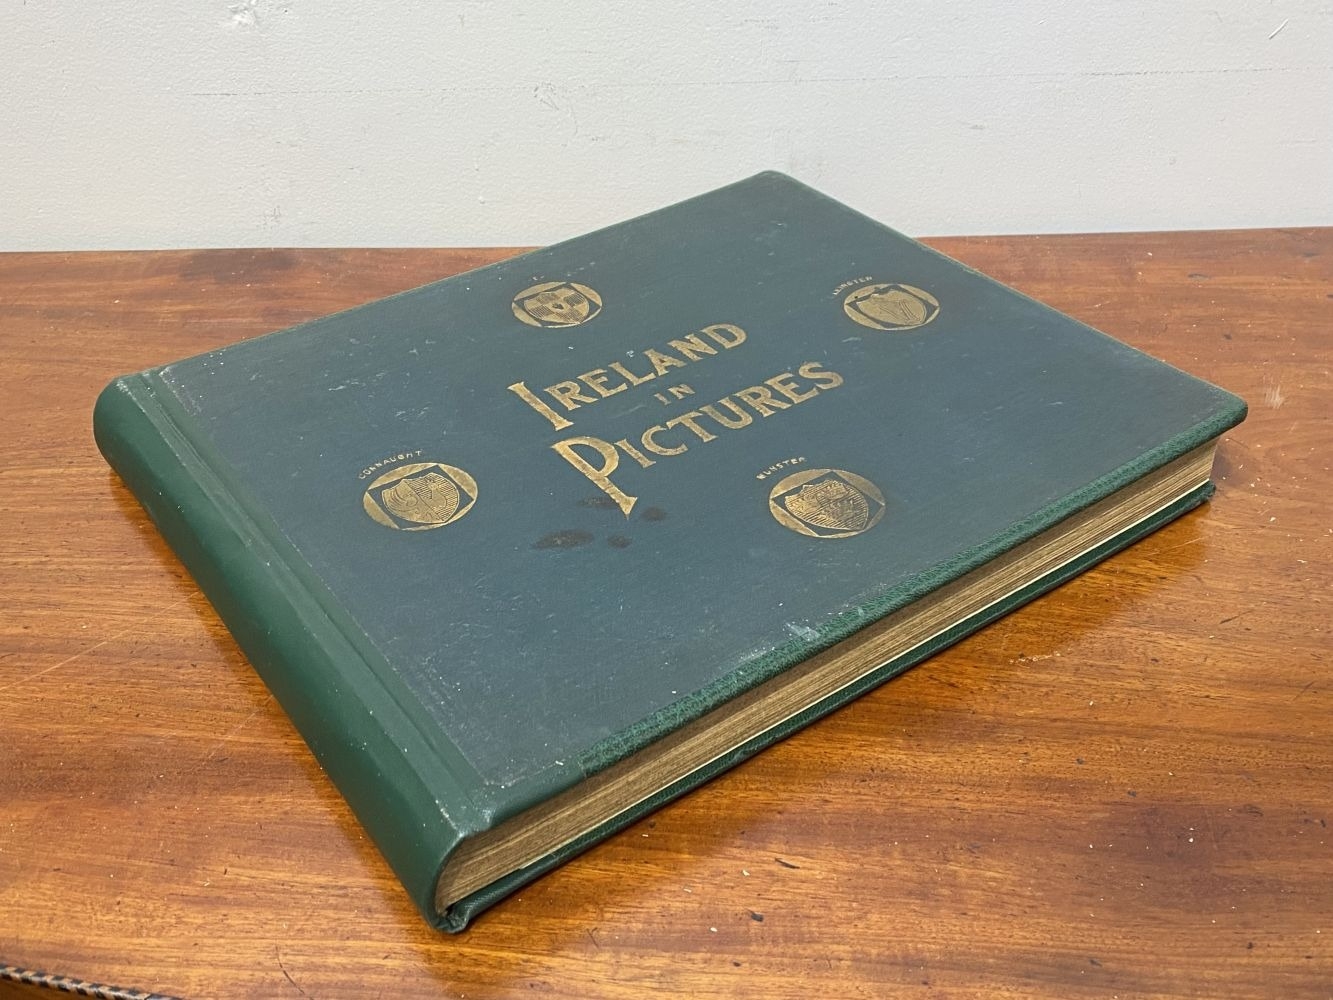 LEINSTER
IRELAND
IN
PICTURES
CONNAUGHT
MUNSTER